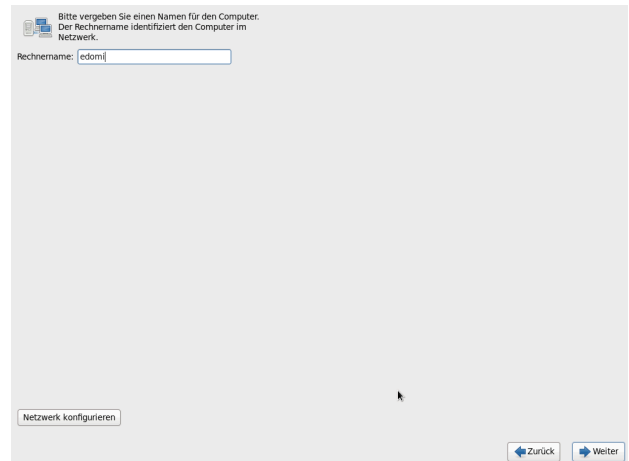 Bitte vergeben Sie einen Namen für den Computer.
Der Rechnername identifiziert den Computer im
Netzwerk.
Rechnername: edomi
Netzwerk konfigurieren
Zurück
Weiter